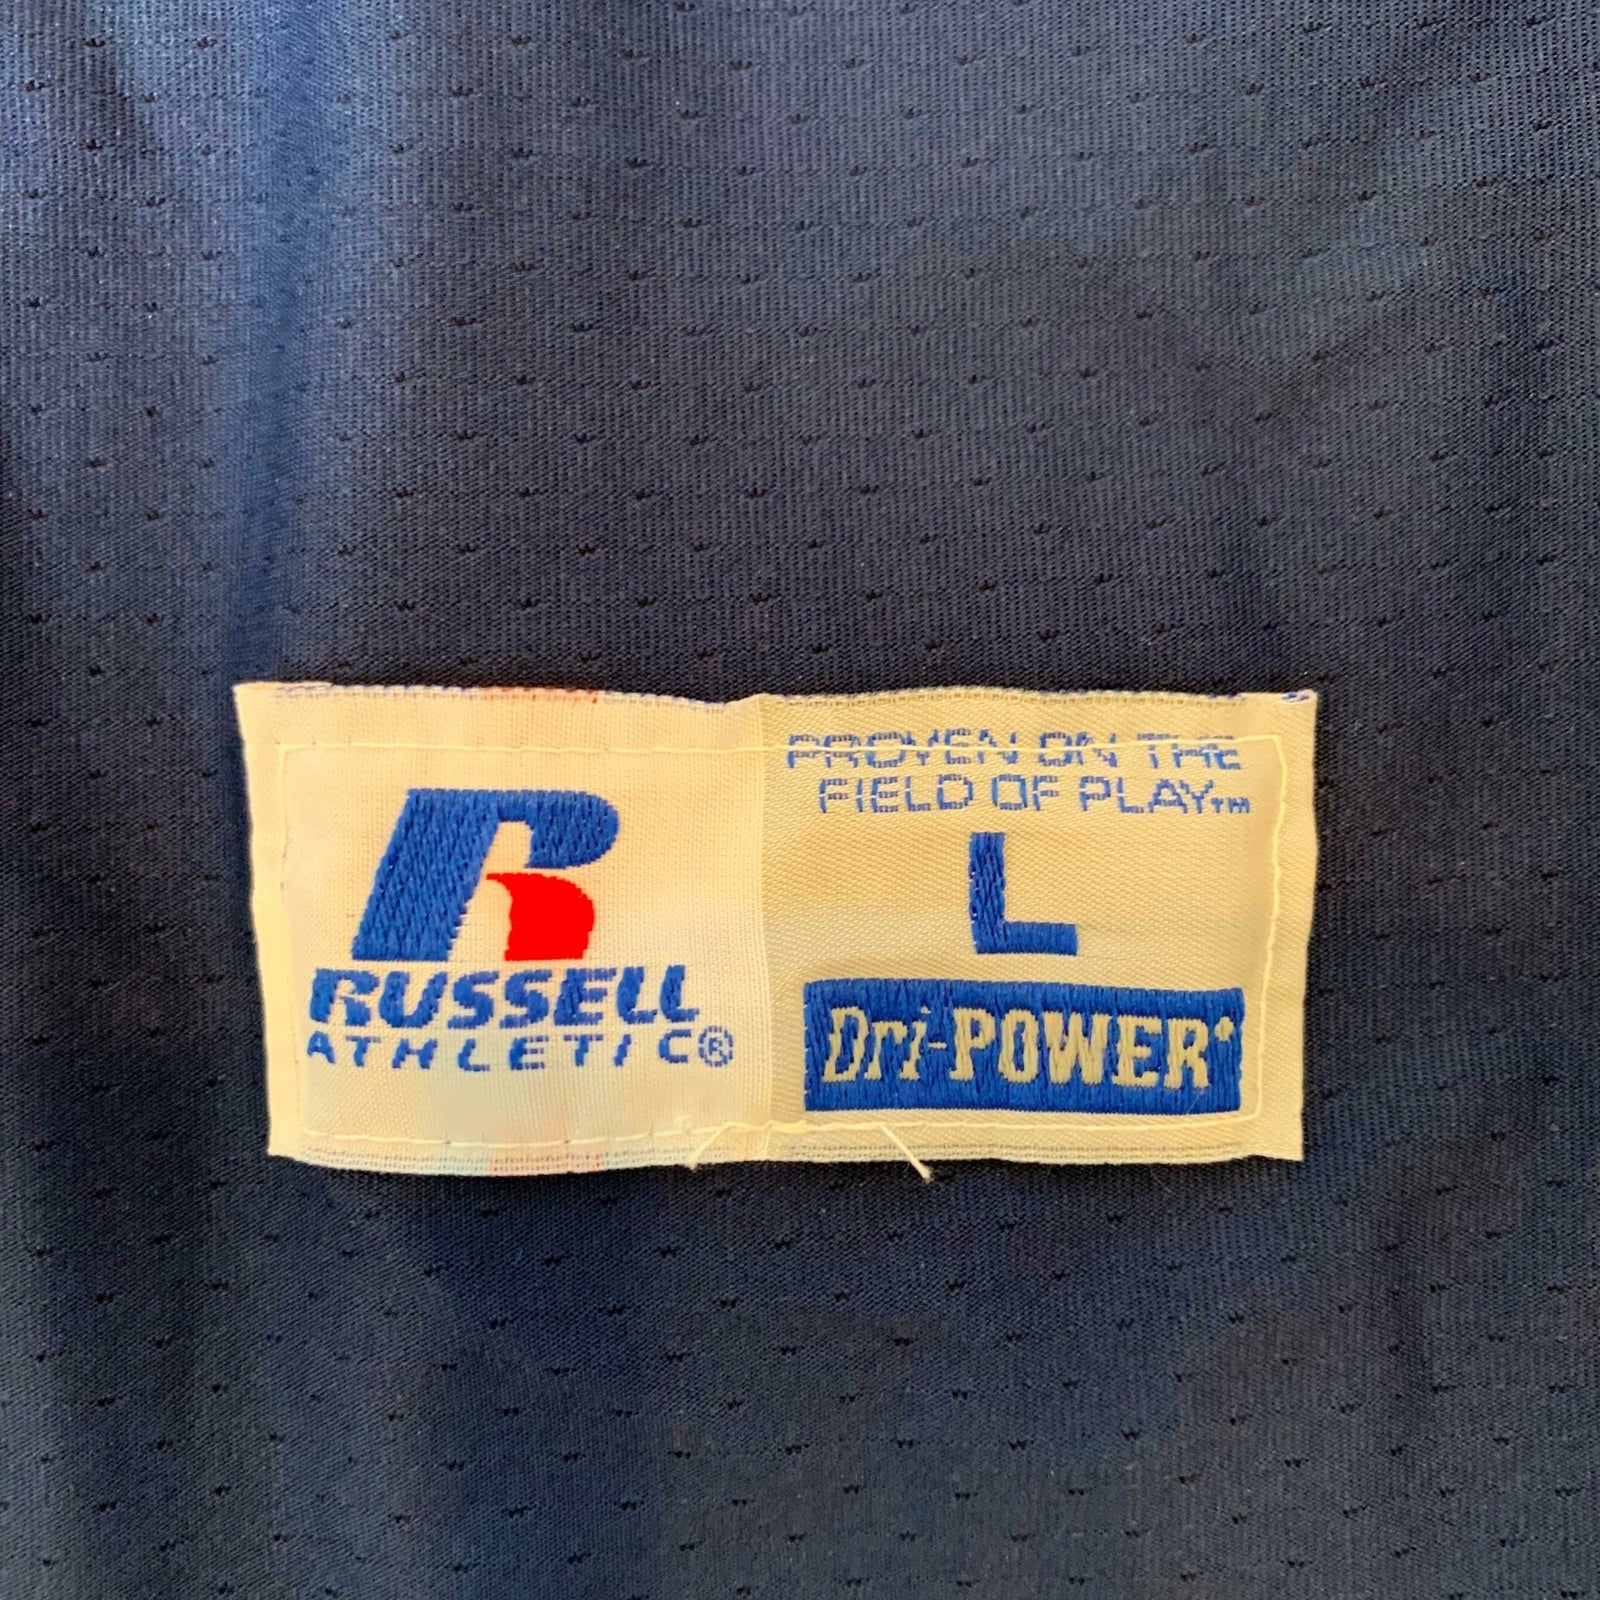 R
RUSSELL
ATHLETIC®
PROVEN ON THE
FIELD OF PLAY™
L
Dri-POWER+